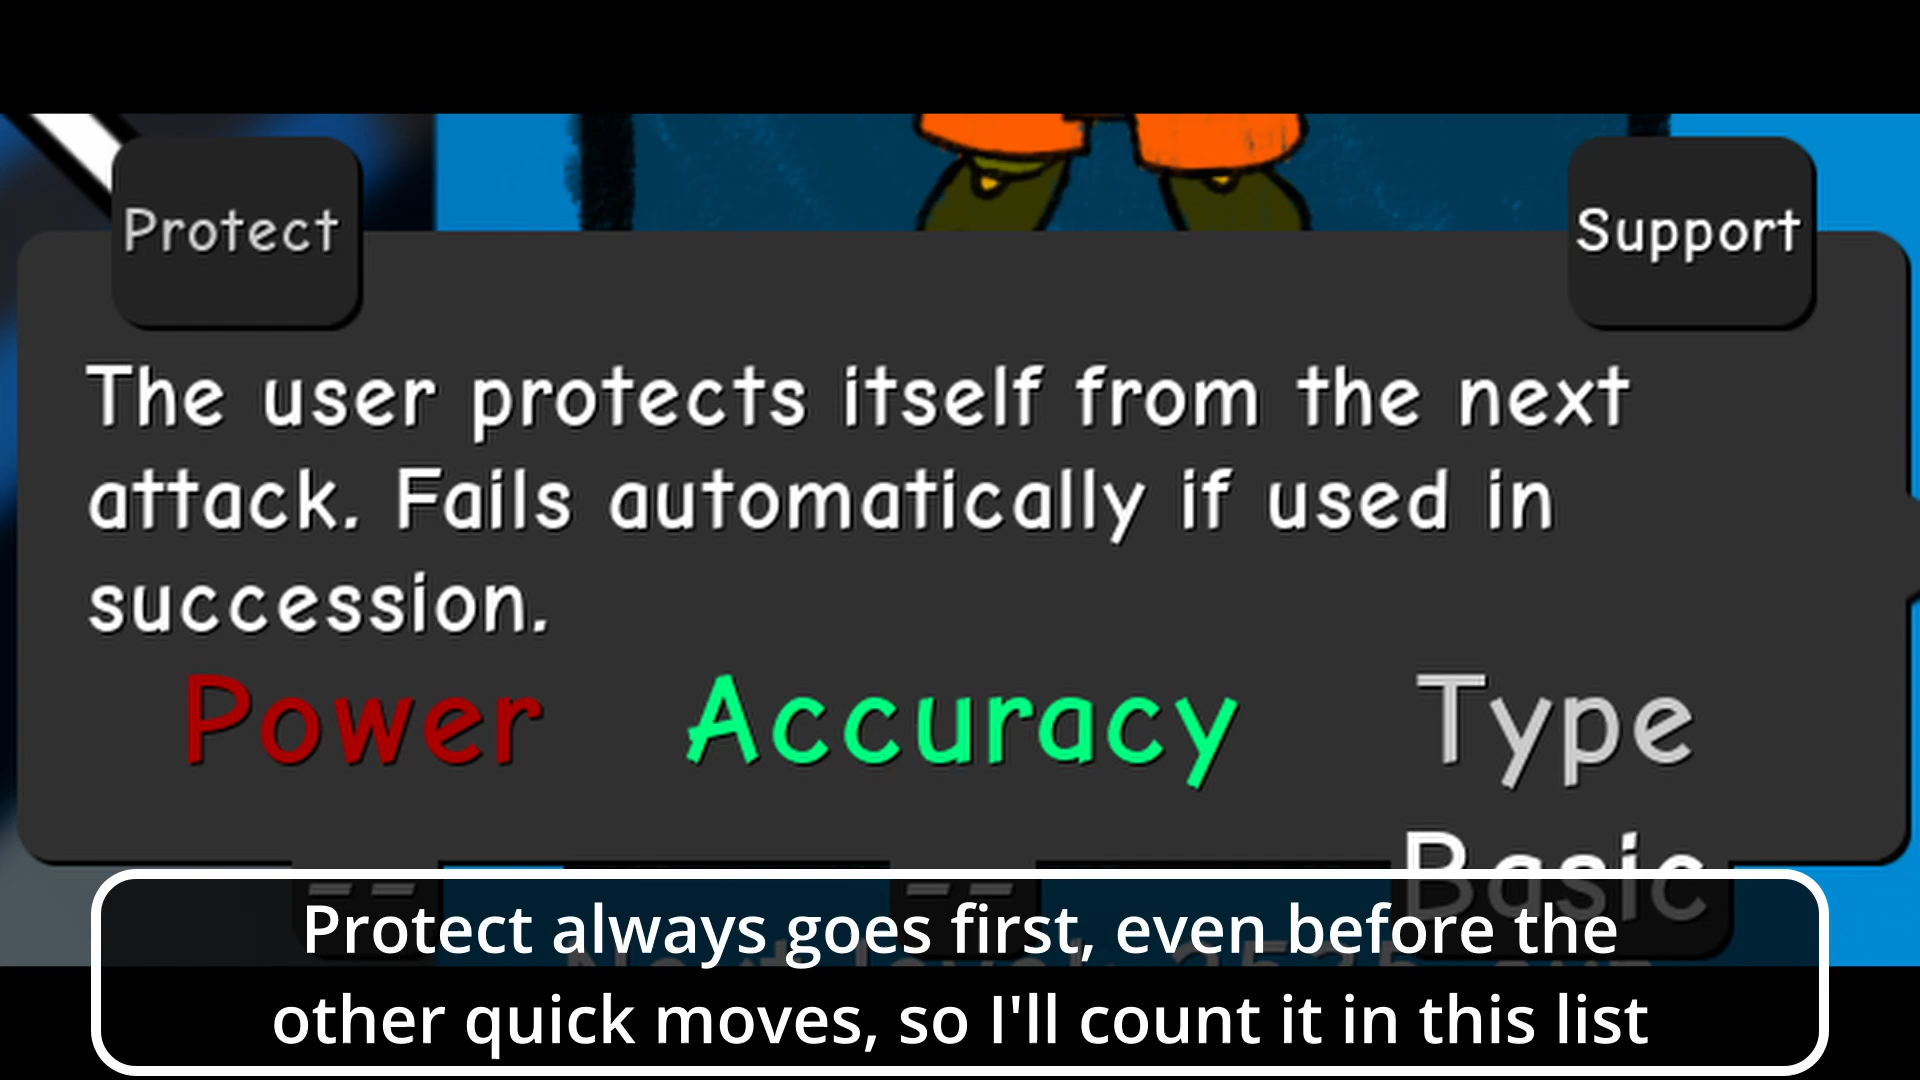 Protect
Support
The user protects itself from the next
attack. Fails automatically if used in
succession.
Power Accuracy Type
-- -- Basic
Protect always goes first, even before the
other quick moves, so I'll count it in this list